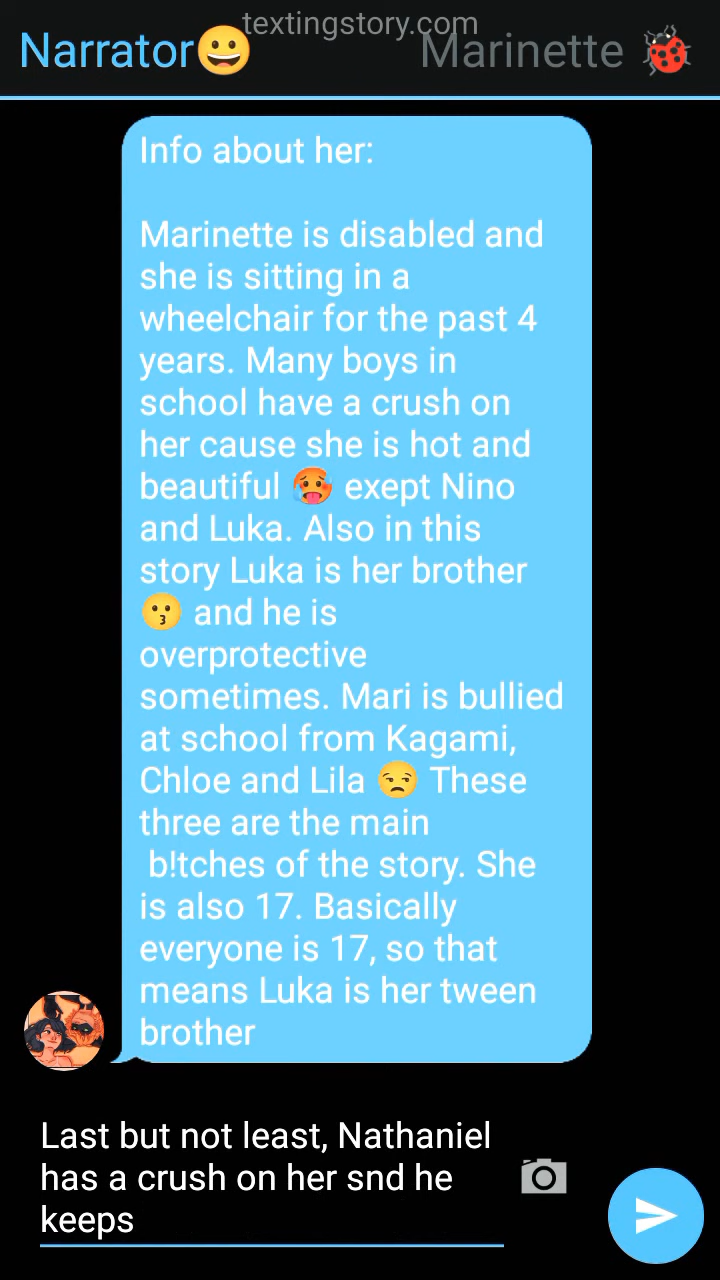 textingstory.com
Narrator😀 Marinette 🐞
Info about her:
Marinette is disabled and
she is sitting in a
wheelchair for the past 4
years. Many boys in
school have a crush on
her cause she is hot and
beautiful 🥵 exept Nino
and Luka. Also in this
story Luka is her brother
😗 and he is
overprotective
sometimes. Mari is bullied
at school from Kagami,
Chloe and Lila 😒 These
three are the main
b!tches of the story. She
is also 17. Basically
everyone is 17, so that
means Luka is her tween
brother
Last but not least, Nathaniel
has a crush on her snd he
keeps